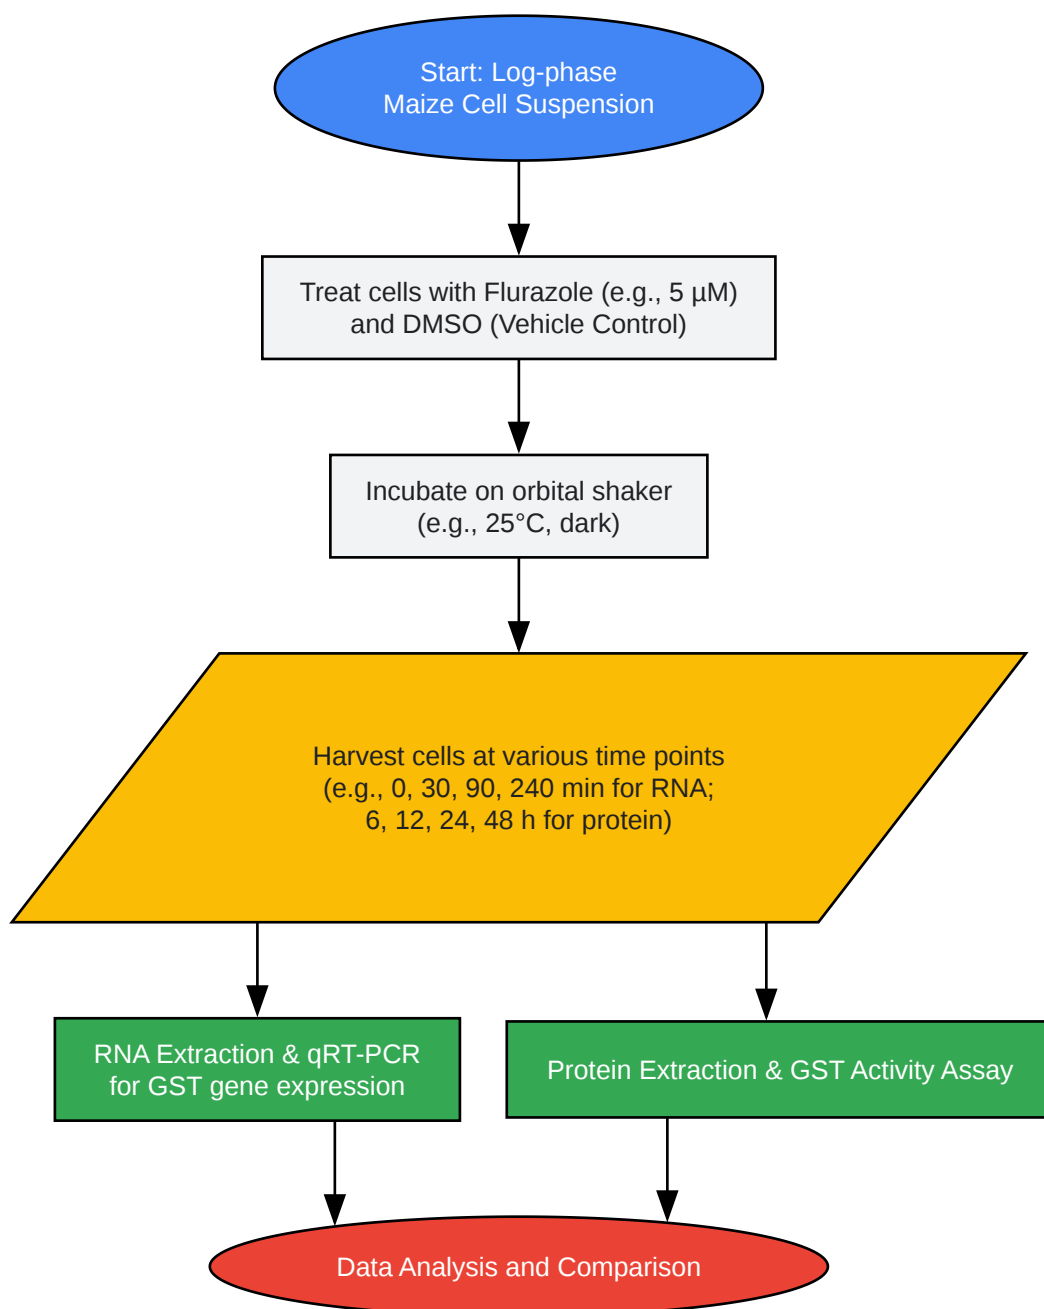 Start: Log-phase
Maize Cell Suspension
Treat cells with Flurazole (e.g., 5 µM)
and DMSO (Vehicle Control)
Incubate on orbital shaker
(e.g., 25°C, dark)
Harvest cells at various time points
(e.g., 0, 30, 90, 240 min for RNA;
6, 12, 24, 48 h for protein)
RNA Extraction & qRT-PCR
for GST gene expression
Protein Extraction & GST Activity Assay
Data Analysis and Comparison